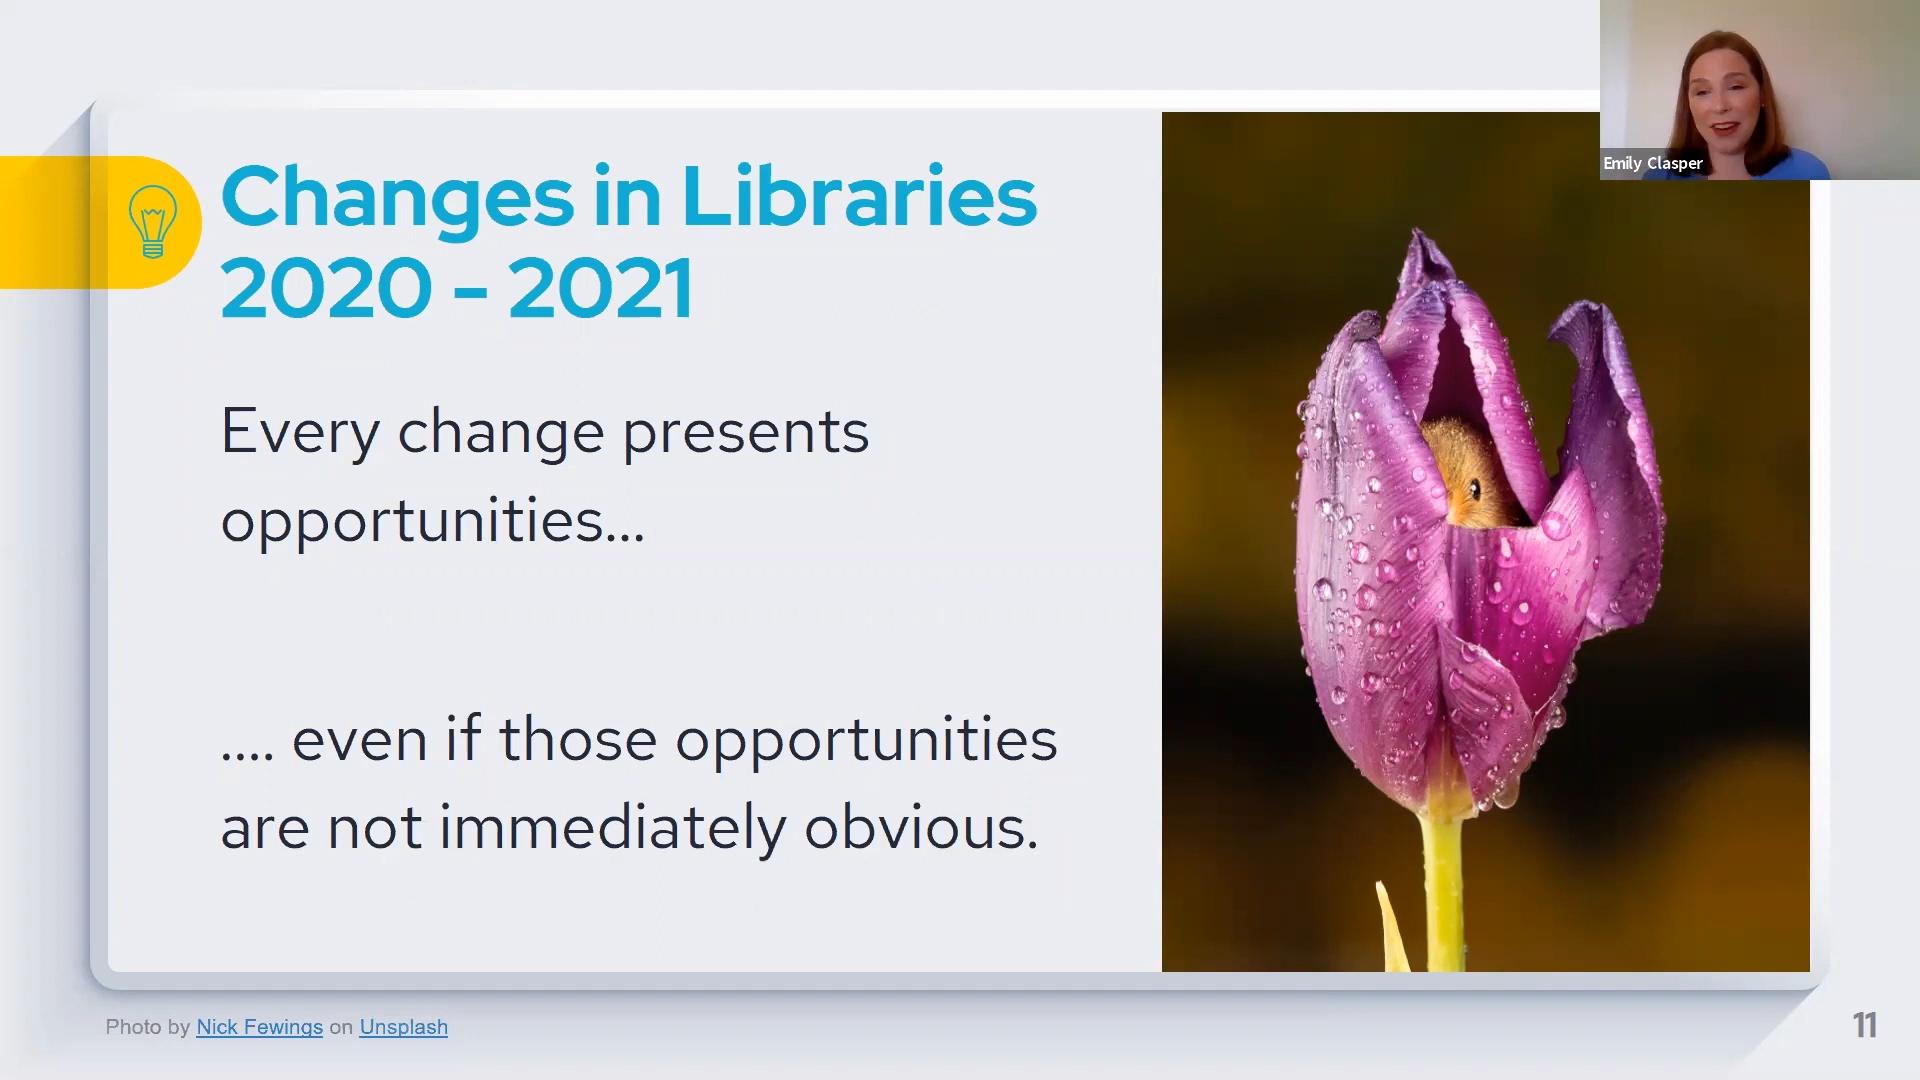 Emily Clasper
Changes in Libraries
2020 – 2021
Every change presents
opportunities...
.... even if those opportunities
are not immediately obvious.
Photo by Nick Fewings on Unsplash
11